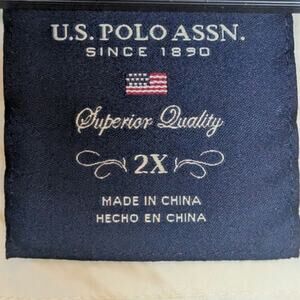 U.S. POLO ASSN.
SINCE 1890
Superior Quality
2X
MADE IN CHINA
HECHO EN CHINA